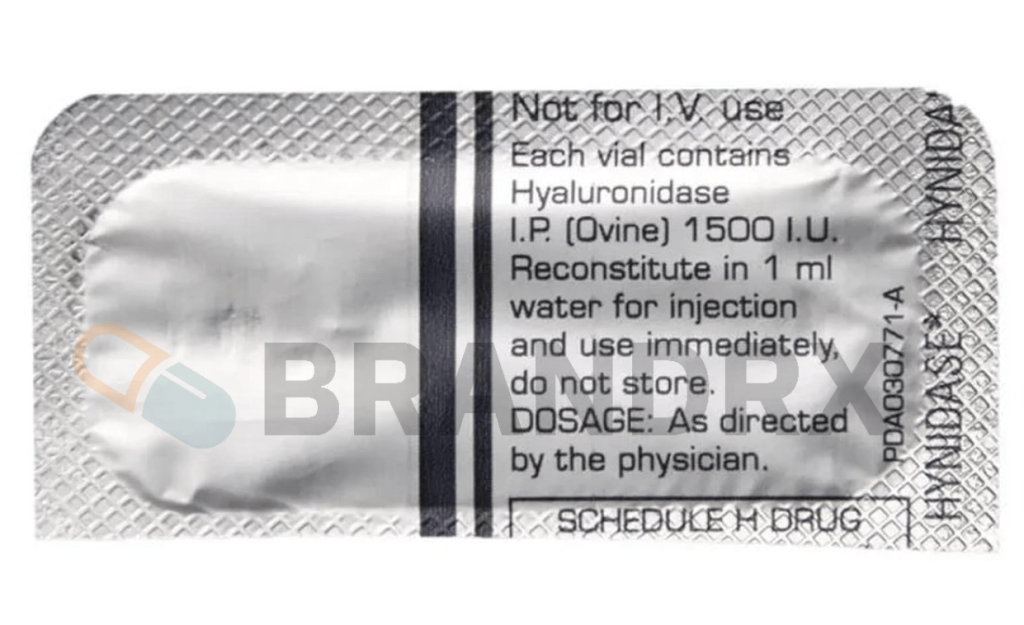 Not for I.V. use
Each vial contains
Hyaluronidase
I.P. (Ovine) 1500 I.U.
Reconstitute in 1 ml
water for injection
and use immediately,
do not store.
DOSAGE: As directed
by the physician.
SCHEDULE H DRUG
PDA030771-A
HYNIDASE* HYNIDA
BRANDRX